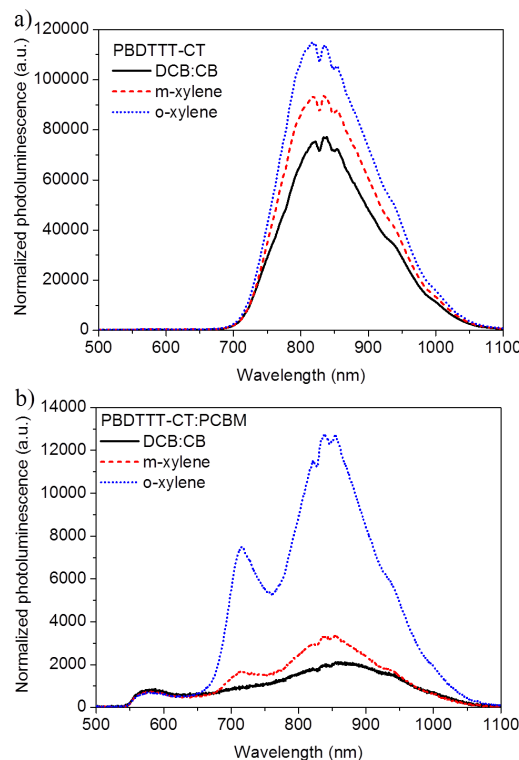 a)
PBDTTT-CT
DCB:CB
m-xylene
o-xylene
Normalized photoluminescence (a.u.)
120000
100000
80000
60000
40000
20000
0
500 600 700 800 900 1000 1100
Wavelength (nm)
b)
PBDTTT-CT:PCBM
DCB:CB
m-xylene
o-xylene
Normalized photoluminescence (a.u.)
14000
12000
10000
8000
6000
4000
2000
0
500 600 700 800 900 1000 1100
Wavelength (nm)